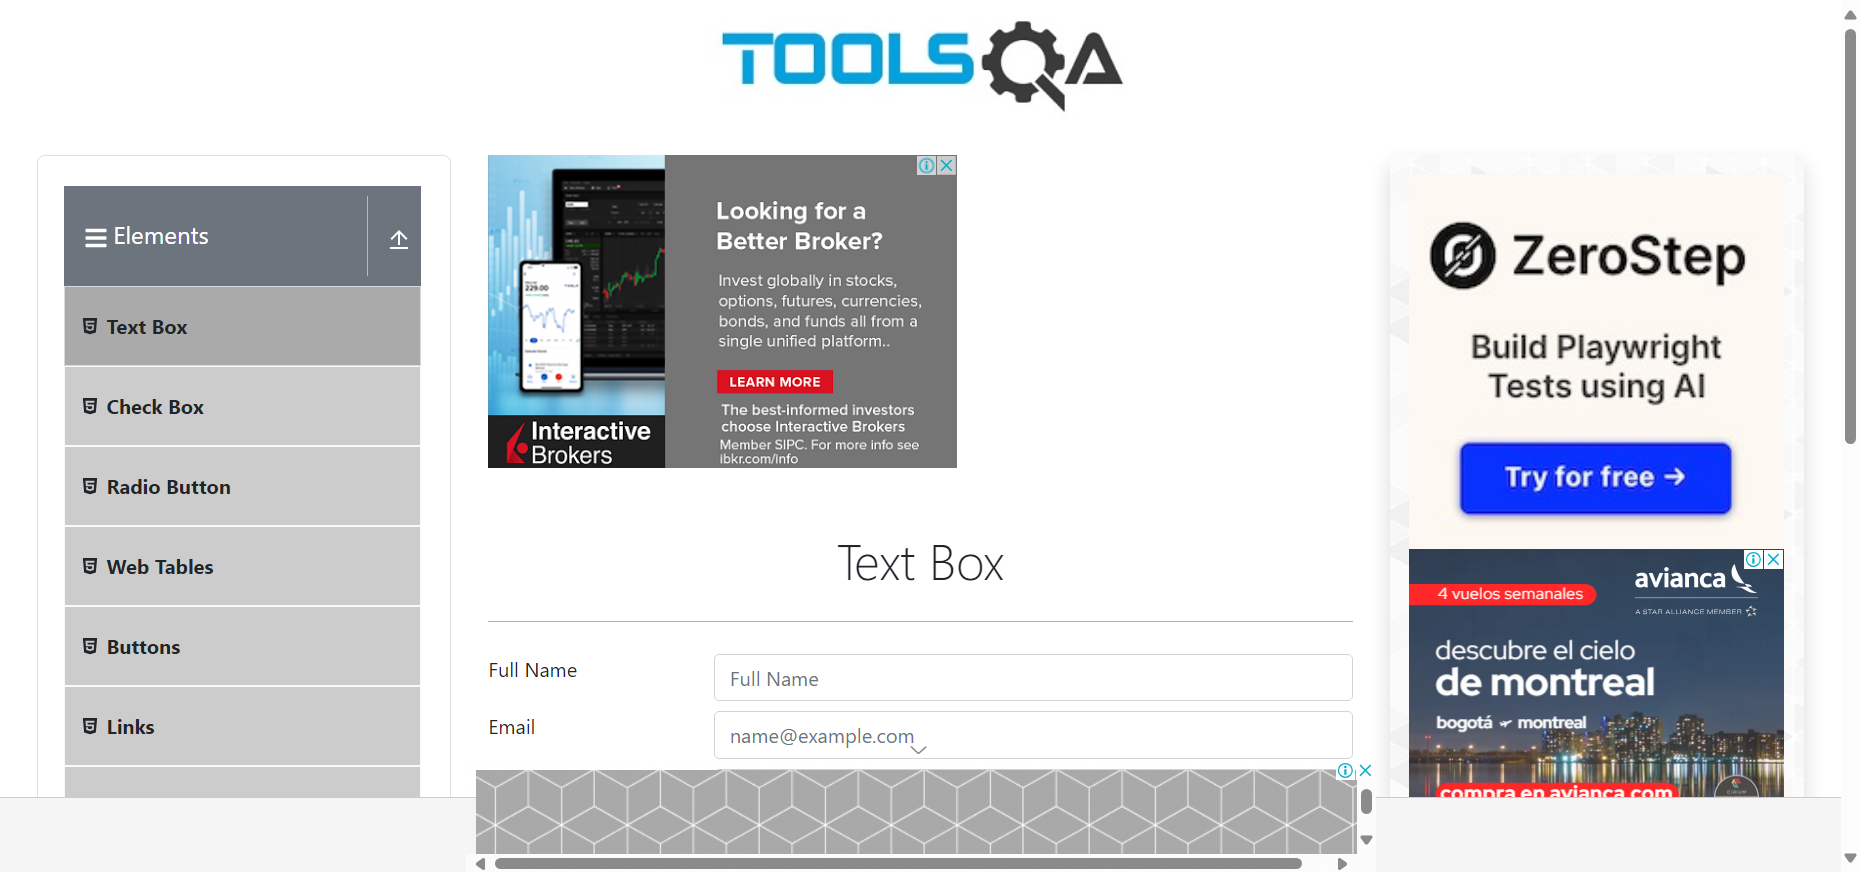 TOOLSQA
Elements
Text Box
Check Box
Radio Button
Web Tables
Buttons
Links
Looking for a
Better Broker?
Invest globally in stocks,
options, futures, currencies,
bonds, and funds all from a
single unified platform..
LEARN MORE
The best-informed investors
choose Interactive Brokers
Member SIPC. For more info see
ibkr.com/info
Interactive
Brokers
229.00
Text Box
Full Name
Full Name
Email
name@example.com
ZeroStep
Build Playwright
Tests using AI
Try for free →
4 vuelos semanales
avianca
A STAR ALLIANCE MEMBER
descubre el cielo
de montreal
bogotá montreal
compra en avianca.com